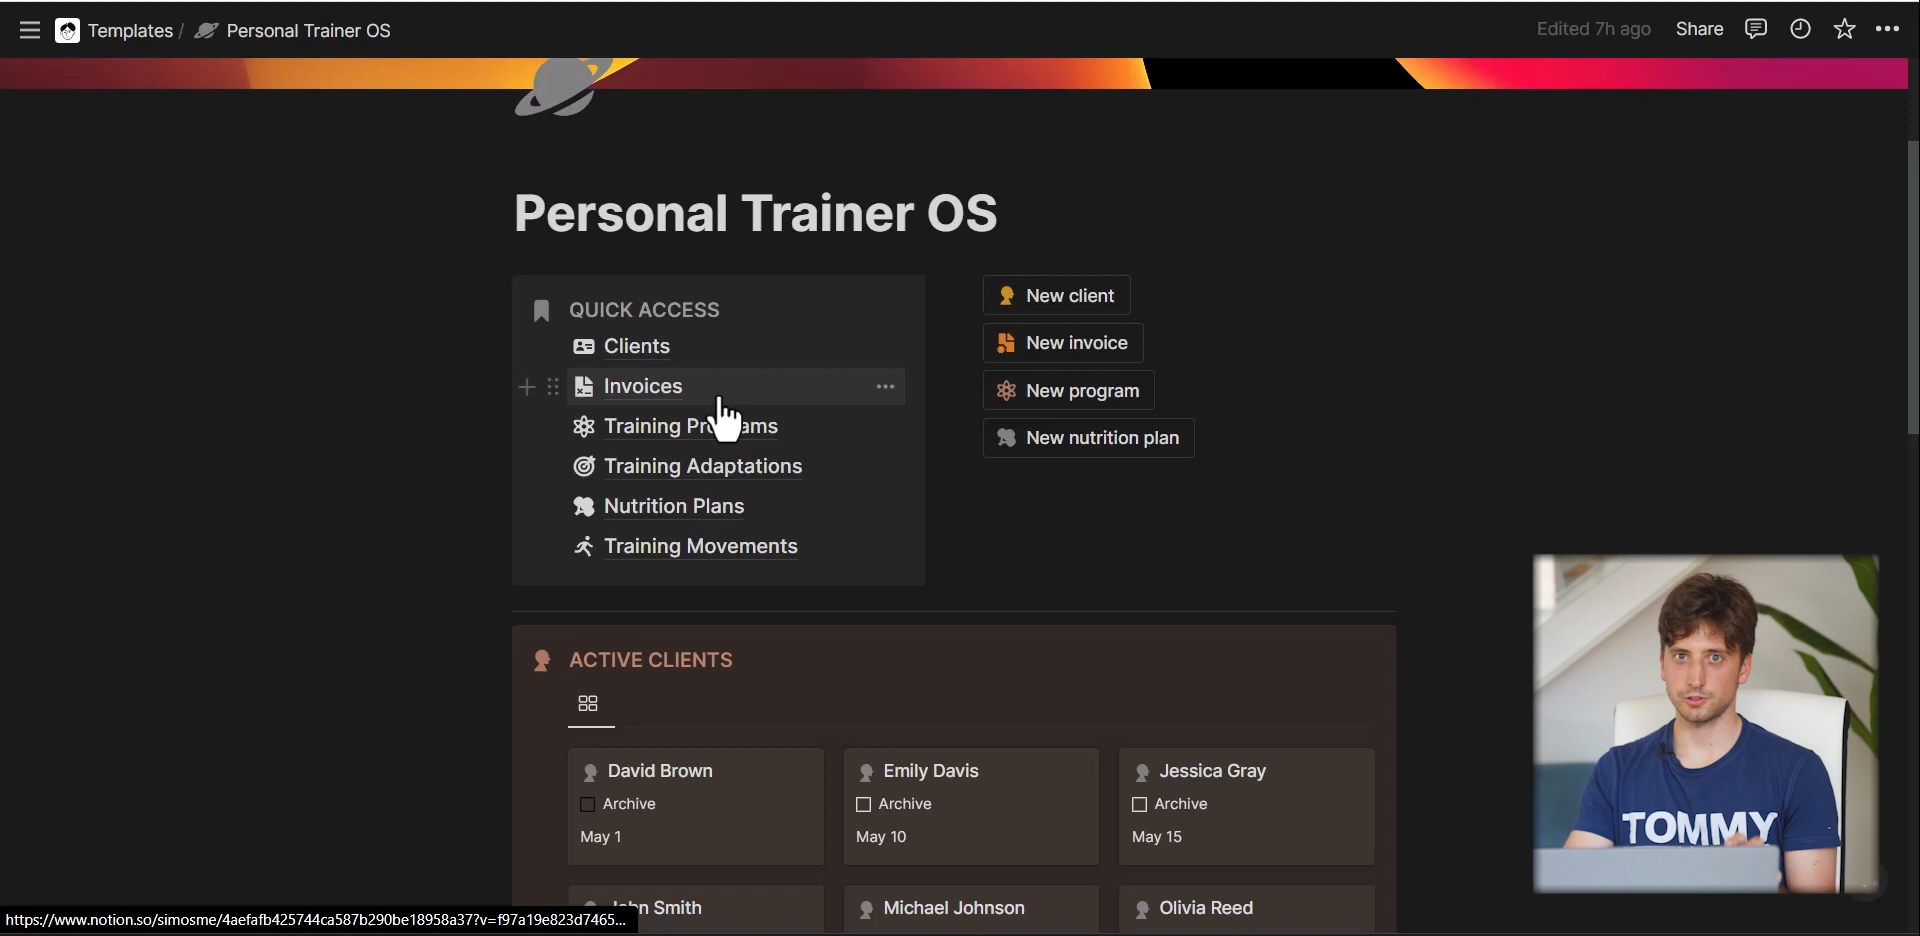 Templates / Personal Trainer OS
Edited 7h ago Share
Personal Trainer OS
QUICK ACCESS
Clients
Invoices
Training
Training Adaptations
Nutrition Plans
Training Movements
New client
New invoice
New program
New nutrition plan
ACTIVE CLIENTS
David Brown
Archive
May 1
Emily Davis
Archive
May 10
Jessica Gray
Archive
May 15
Smith
Michael Johnson
Olivia Reed
TOMMY
https://www.notion.so/simosme/4aefafb425744ca587b290be18958a37?v=f97a19e823d7465...